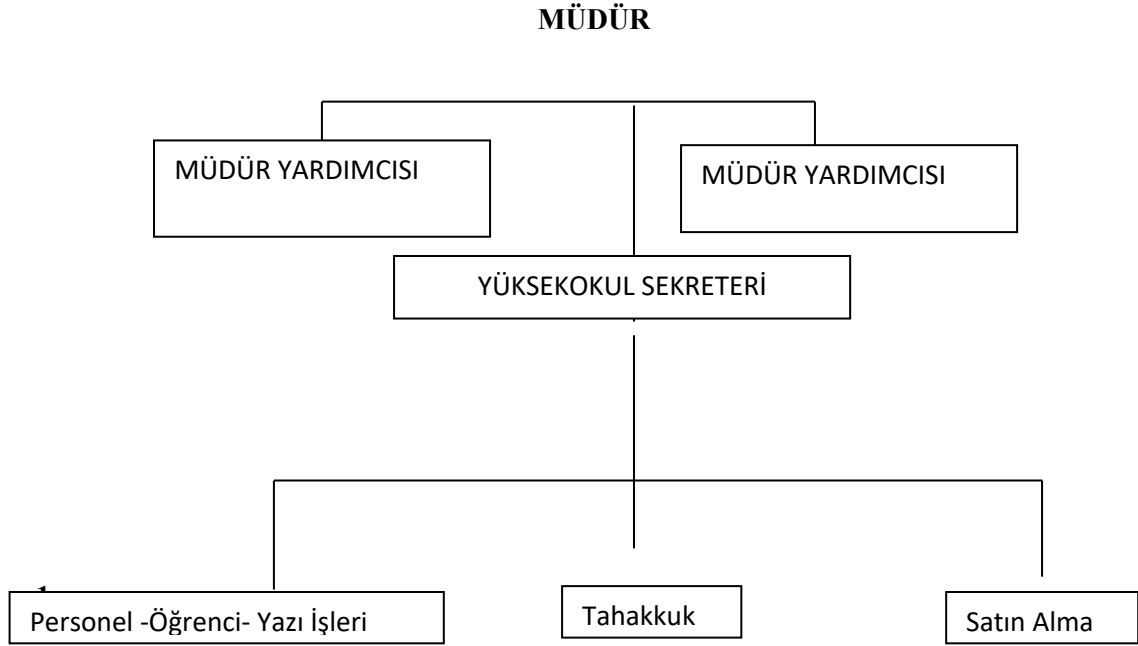 MÜDÜR
MÜDÜR YARDIMCISI
MÜDÜR YARDIMCISI
YÜKSEKOKUL SEKRETERİ
Personel -Öğrenci- Yazı İşleri
Tahakkuk
Satın Alma